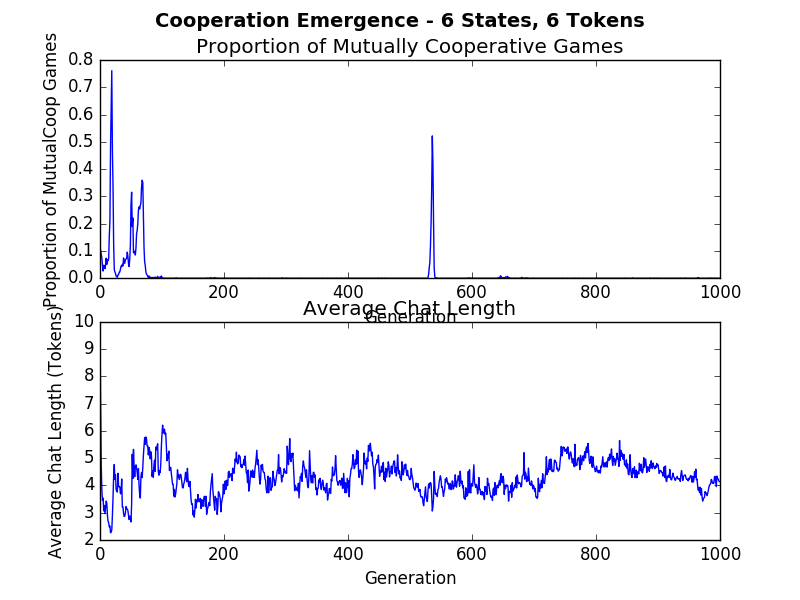 Cooperation Emergence - 6 States, 6 Tokens
Proportion of Mutually Cooperative Games
Proportion of MutualCoop Games
0.8
0.7
0.6
0.5
0.4
0.3
0.2
0.1
0.0
0 200 400 600 800 1000
Generation
Average Chat Length
Average Chat Length (Tokens)
10
9
8
7
6
5
4
3
2
0 200 400 600 800 1000
Generation